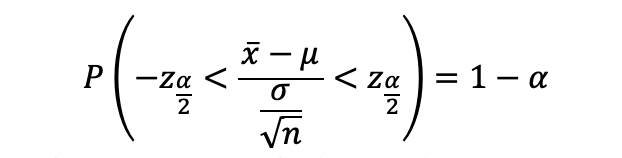 P(-z_{α/2} < (x̄ − μ)/(σ/√n) < z_{α/2}) = 1 − α